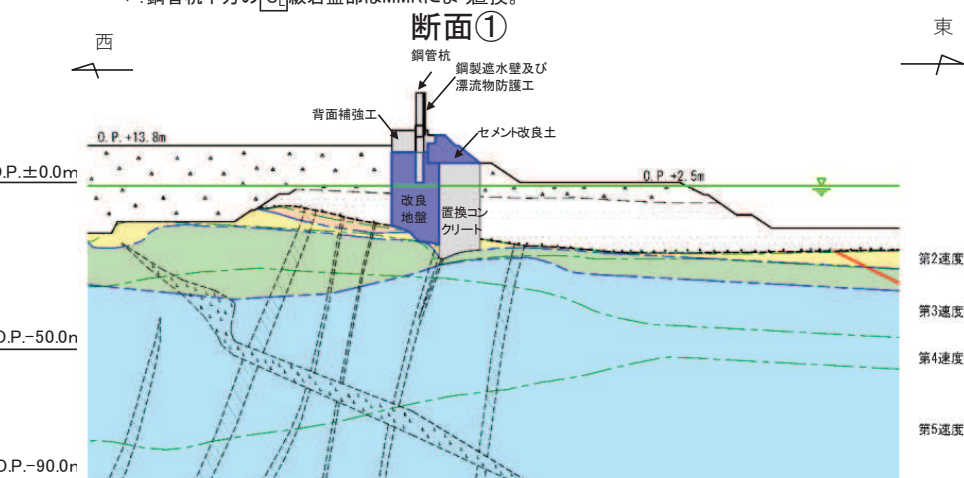 断面①
西
東
鋼管杭
鋼製遮水壁及び
漂流物防護工
背面補強工
セメント改良土
O.P.+13.8m
O.P.±0.0m
O.P.+2.5m
改良
地盤
置換コン
クリート
第2速度
第3速度
O.P.-50.0m
第4速度
第5速度
O.P.-90.0m